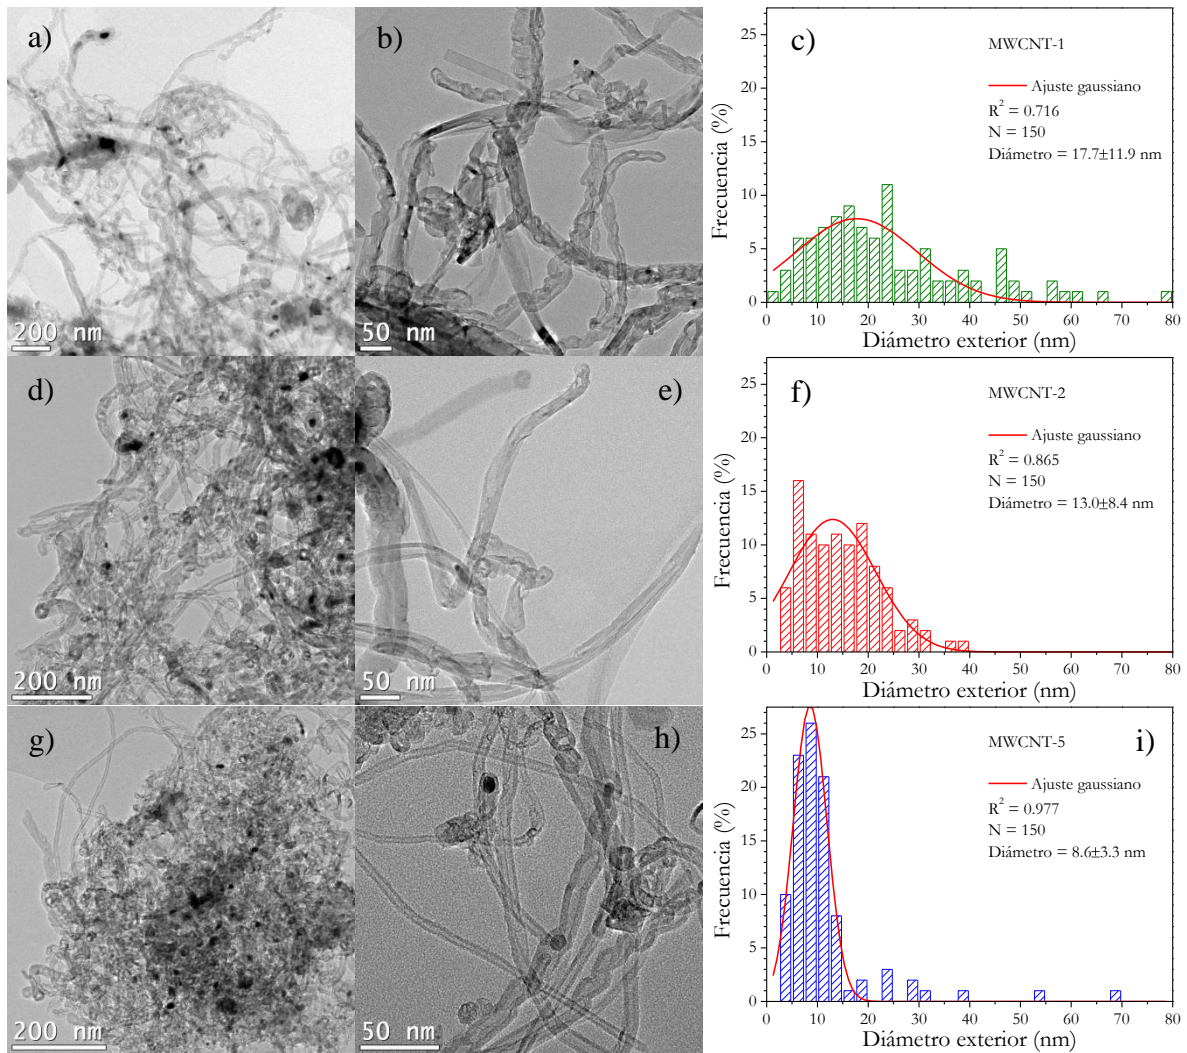 a)
200 nm
b)
50 nm
c)
MWCNT-1
Ajuste gaussiano
R² = 0.716
N = 150
Diámetro = 17.7±11.9 nm
Frecuencia (%)
25
20
15
10
5
0
0 10 20 30 40 50 60 70 80
Diámetro exterior (nm)
d)
200 nm
e)
50 nm
f)
MWCNT-2
Ajuste gaussiano
R² = 0.865
N = 150
Diámetro = 13.0±8.4 nm
Frecuencia (%)
25
20
15
10
5
0
0 10 20 30 40 50 60 70 80
Diámetro exterior (nm)
g)
200 nm
h)
50 nm
i)
MWCNT-5
Ajuste gaussiano
R² = 0.977
N = 150
Diámetro = 8.6±3.3 nm
Frecuencia (%)
25
20
15
10
5
0
0 10 20 30 40 50 60 70 80
Diámetro exterior (nm)